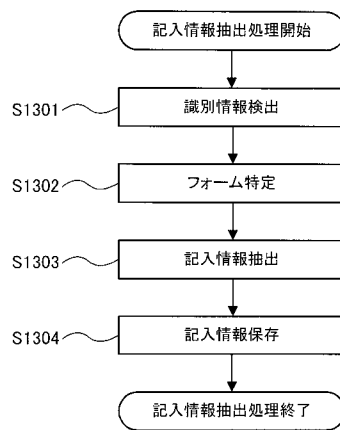 記入情報抽出処理開始
S1301
識別情報検出
S1302
フォーム特定
S1303
記入情報抽出
S1304
記入情報保存
記入情報抽出処理終了